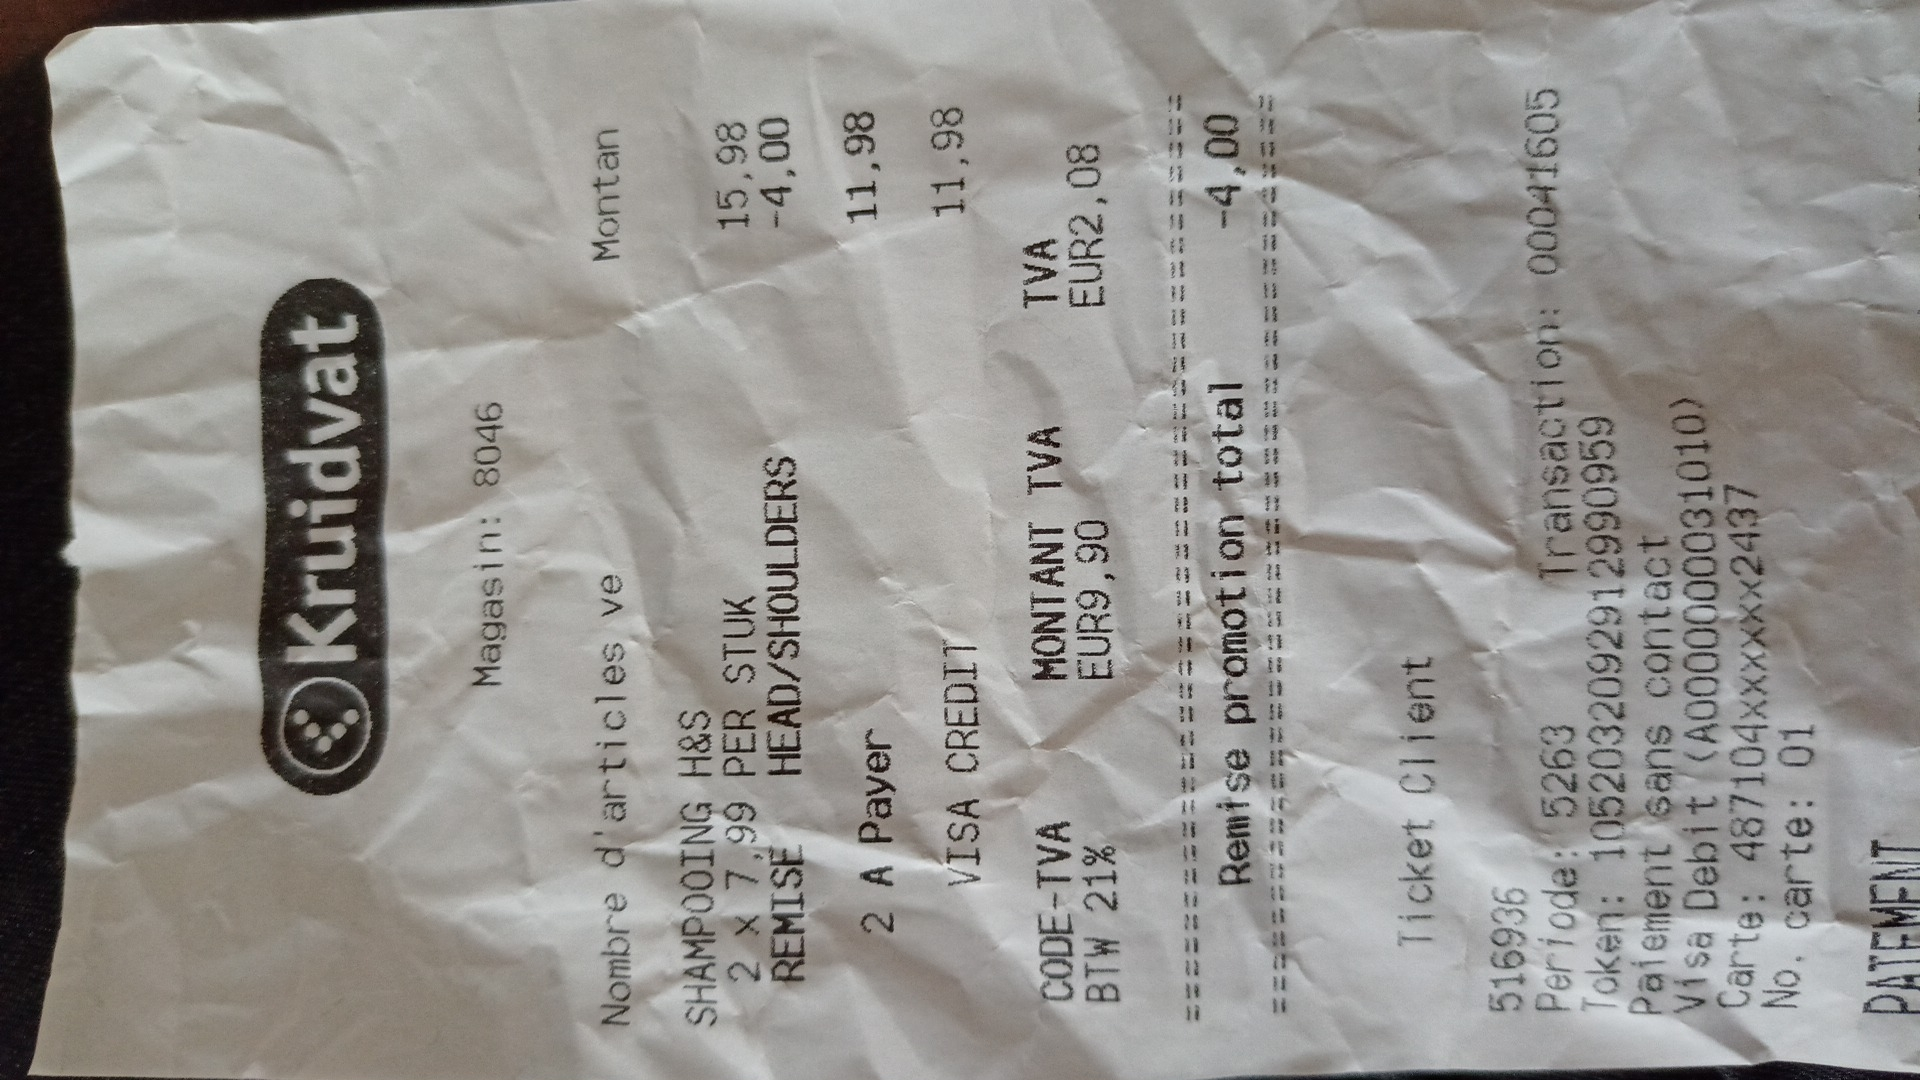 Kruidvat
Magasin: 8046
Nombre d'articles ve Montan
SHAMPOOING H&S
2 x 7,99 PER STUK 15,98
REMISE HEAD/SHOULDERS -4,00
2 A Payer 11,98
VISA CREDIT 11,98
CODE-TVA MONTANT TVA TVA
BTW 21% EUR9,90 EUR2,08
Remise promotion total -4,00
Ticket Client
516936
Periode: 5263 Transaction: 00041605
Token: 1052032092912990959
Paiement sans contact
Visa Debit (A0000000031010)
Carte: 487104xxxxxx2437
No. carte: 01
PAIEMENT